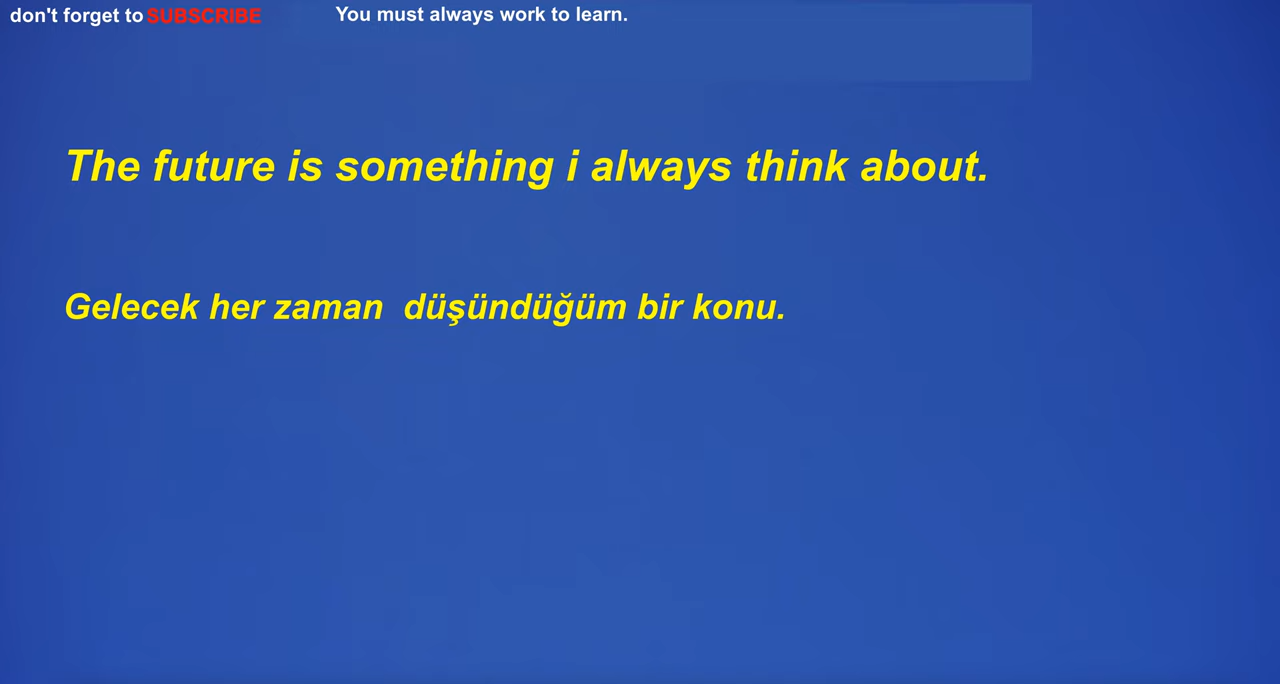 don't forget to SUBSCRIBE
You must always work to learn.
The future is something i always think about.
Gelecek her zaman düşündüğüm bir konu.